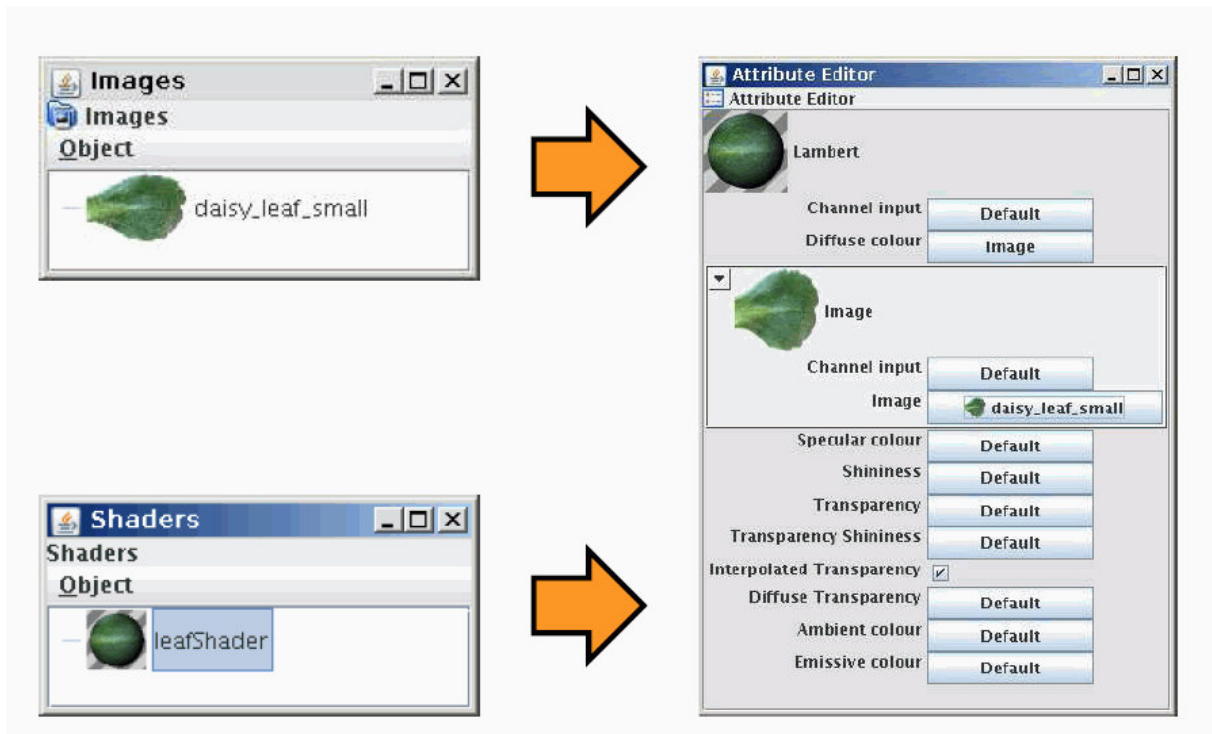 Images
Images
Object
daisy_leaf_small
Shaders
Shaders
Object
leafShader
Attribute Editor
Attribute Editor
Lambert
Channel input Default
Diffuse colour Image
Image
Channel input Default
Image daisy_leaf_small
Specular colour Default
Shininess Default
Transparency Default
Transparency Shininess Default
Interpolated Transparency
Diffuse Transparency Default
Ambient colour Default
Emissive colour Default